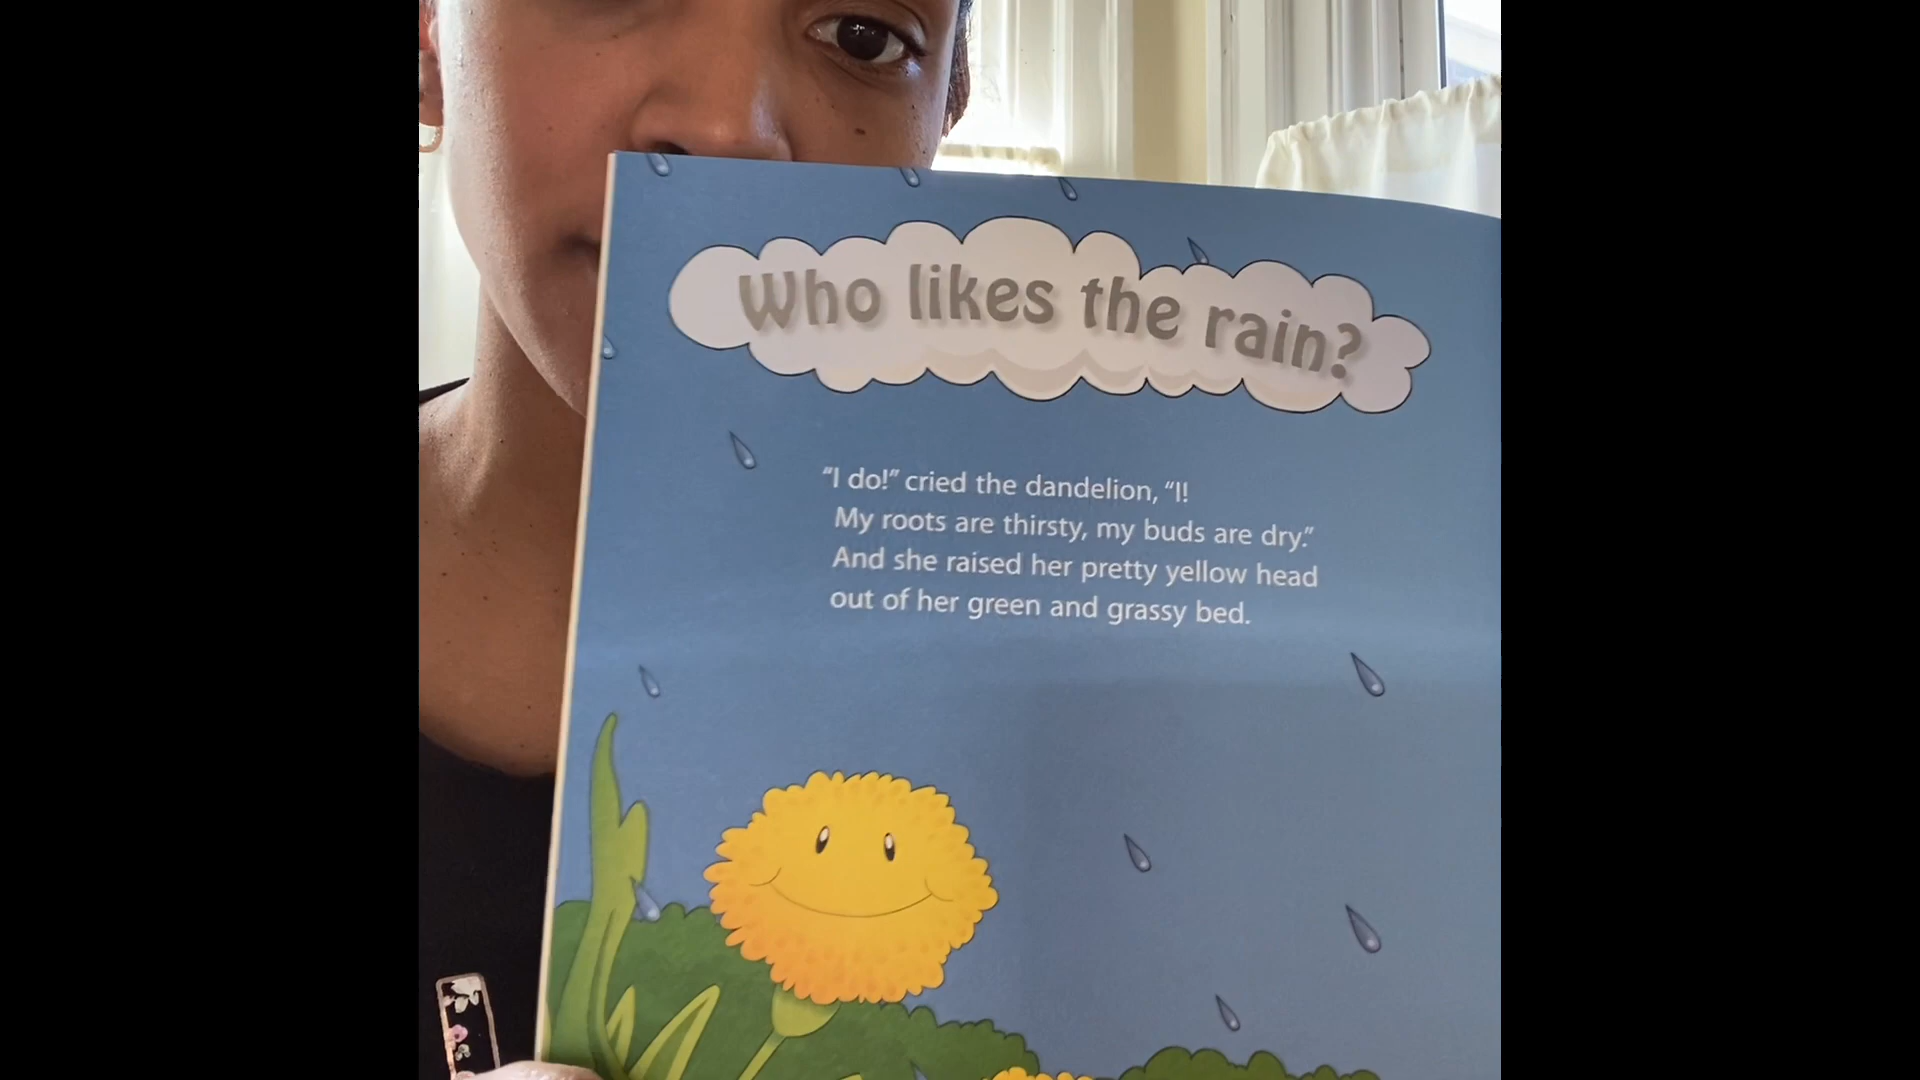 Who likes the rain?
“I do!” cried the dandelion, “I!
My roots are thirsty, my buds are dry.”
And she raised her pretty yellow head
out of her green and grassy bed.